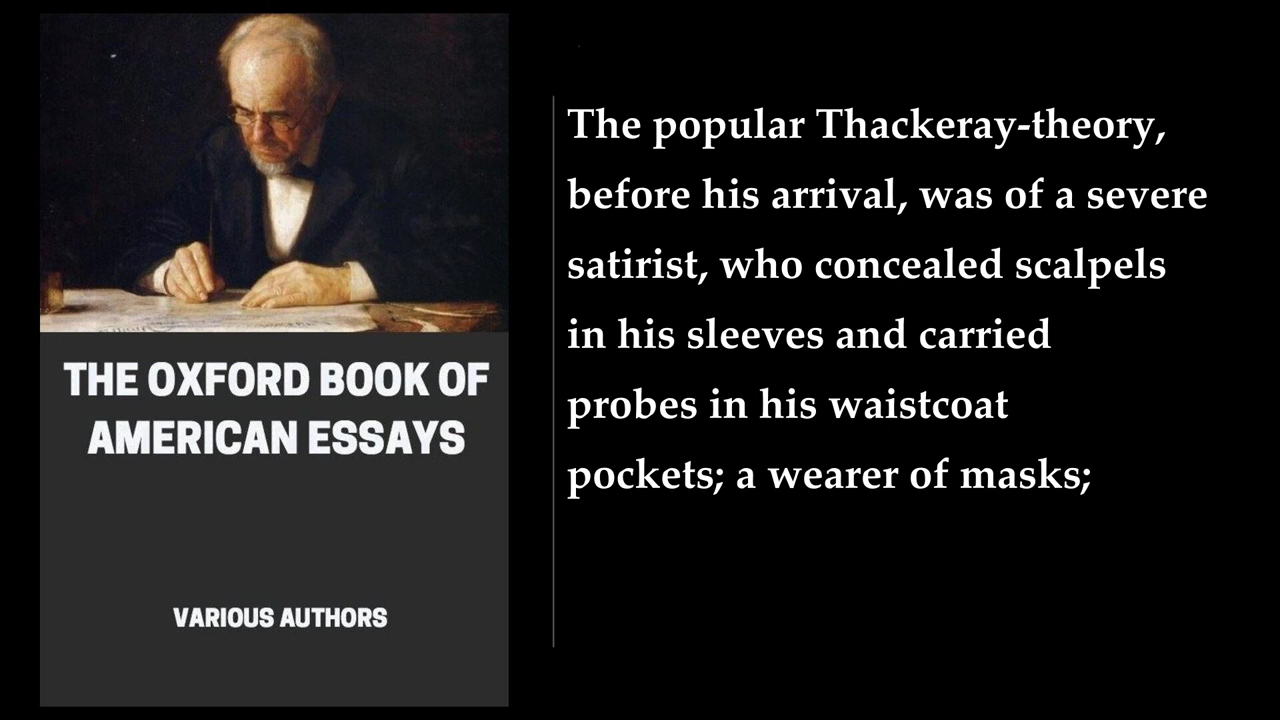 THE OXFORD BOOK OF
AMERICAN ESSAYS
VARIOUS AUTHORS
The popular Thackeray-theory,
before his arrival, was of a severe
satirist, who concealed scalpels
in his sleeves and carried
probes in his waistcoat
pockets; a wearer of masks;